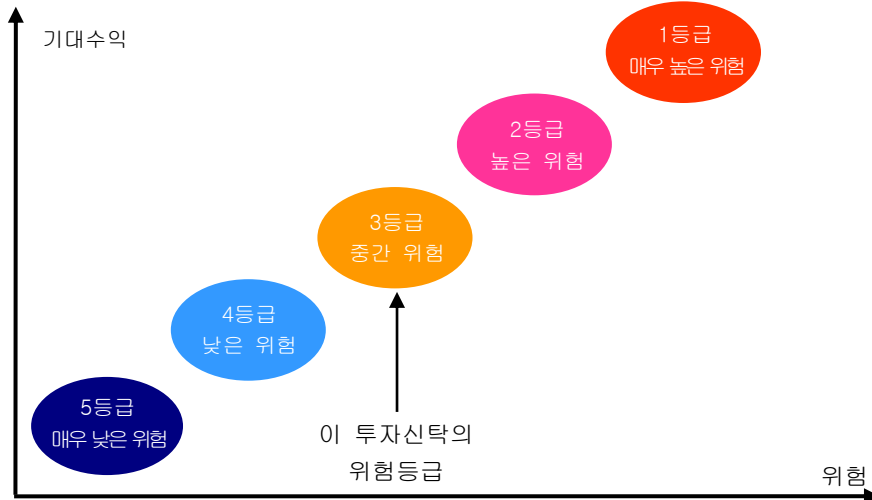 기대수익
1등급
매우 높은 위험
2등급
높은 위험
3등급
중간 위험
4등급
낮은 위험
5등급
매우 낮은 위험
이 투자신탁의
위험등급
위험